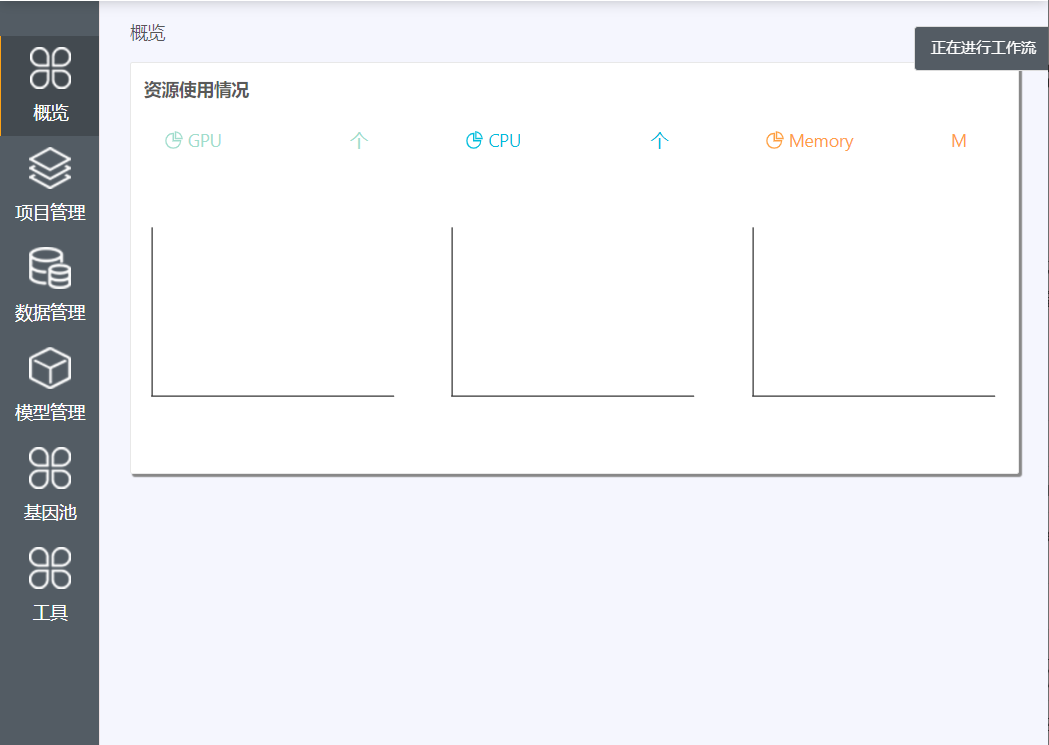 概览
项目管理
数据管理
模型管理
基因池
工具
概览
正在进行工作流
资源使用情况
GPU 个
CPU 个
Memory M